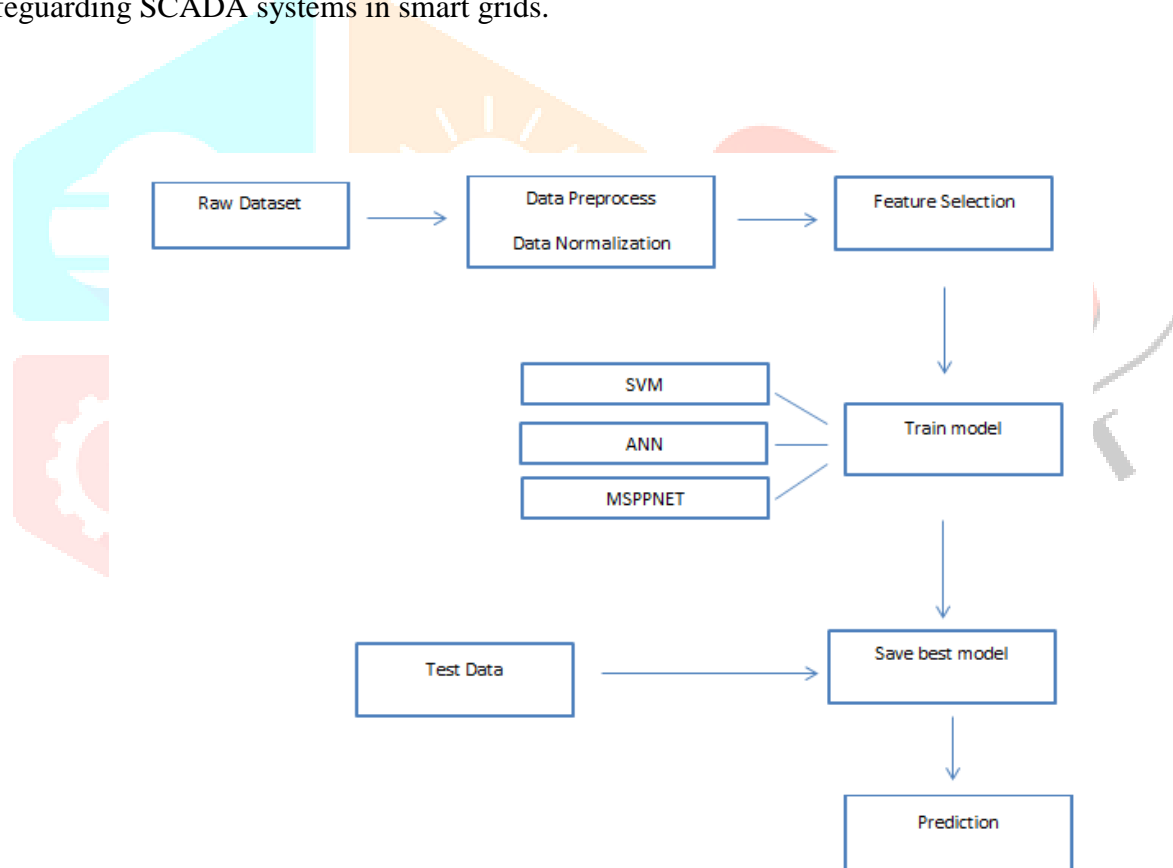 feguarding SCADA systems in smart grids.
Raw Dataset
Data Preprocess
Data Normalization
Feature Selection
SVM
ANN
MSPPNET
Train model
Test Data
Save best model
Prediction